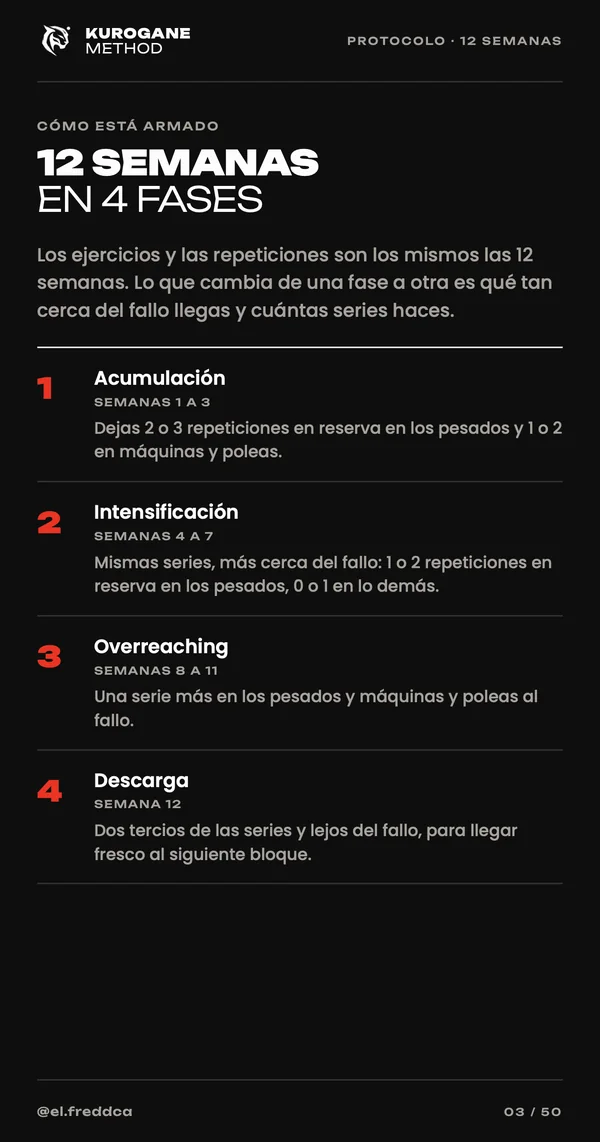 KUROGANE
METHOD
PROTOCOLO · 12 SEMANAS
CÓMO ESTÁ ARMADO
12 SEMANAS
EN 4 FASES
Los ejercicios y las repeticiones son los mismos las 12
semanas. Lo que cambia de una fase a otra es qué tan
cerca del fallo llegas y cuántas series haces.
1
Acumulación
SEMANAS 1 A 3
Dejas 2 o 3 repeticiones en reserva en los pesados y 1 o 2
en máquinas y poleas.
2
Intensificación
SEMANAS 4 A 7
Mismas series, más cerca del fallo: 1 o 2 repeticiones en
reserva en los pesados, 0 o 1 en lo demás.
3
Overreaching
SEMANAS 8 A 11
Una serie más en los pesados y máquinas y poleas al
fallo.
4
Descarga
SEMANA 12
Dos tercios de las series y lejos del fallo, para llegar
fresco al siguiente bloque.
@el.freddca
03 / 50